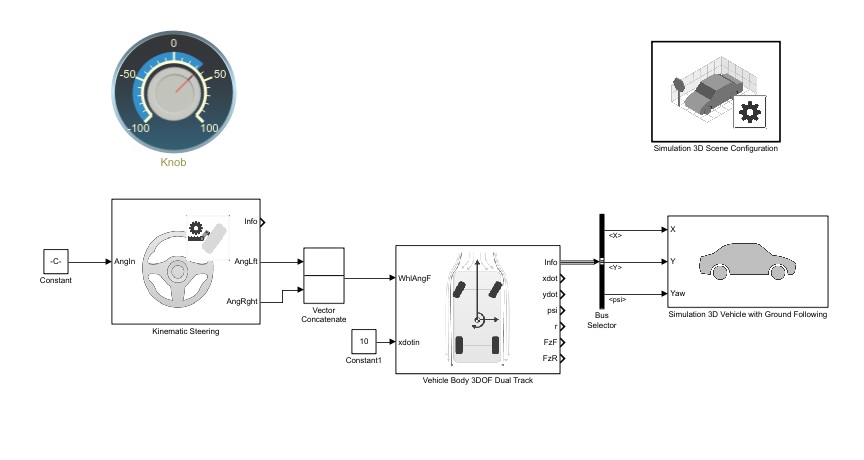 0
-50
50
-100
100
Knob
Simulation 3D Scene Configuration
-C-
Constant
AngIn
Info
AngLft
AngRght
Kinematic Steering
Vector
Concatenate
10
Constant1
WhlAngF
xdotin
Info
xdot
ydot
psi
r
FzF
FzR
Vehicle Body 3DOF Dual Track
<X>
<Y>
<psi>
Bus
Selector
X
Y
Yaw
Simulation 3D Vehicle with Ground Following